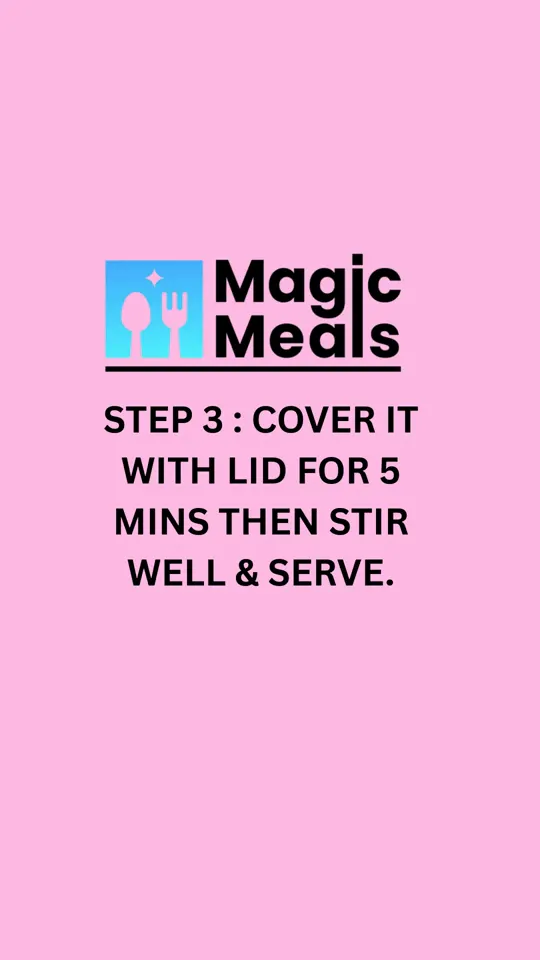 Magic
Meals
STEP 3 : COVER IT
WITH LID FOR 5
MINS THEN STIR
WELL & SERVE.